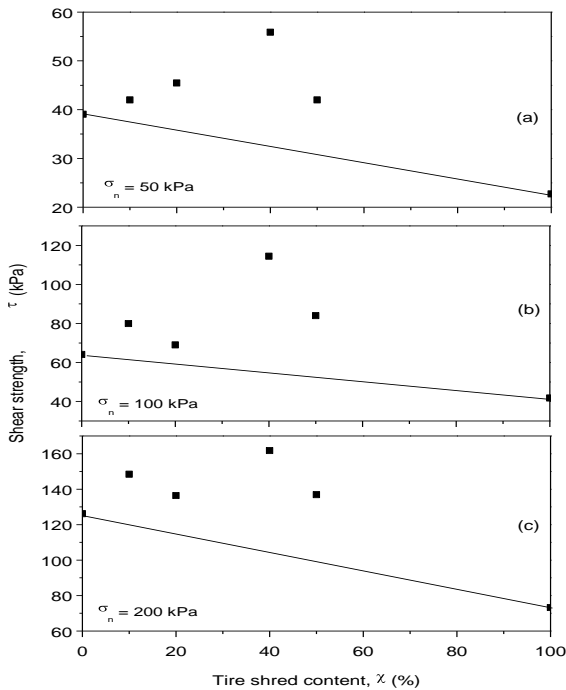 60
50
40
30
20
(a)
σn = 50 kPa
120
100
80
60
40
(b)
σn = 100 kPa
Shear strength, τ (kPa)
160
140
120
100
80
60
(c)
σn = 200 kPa
0 20 40 60 80 100
Tire shred content, χ (%)